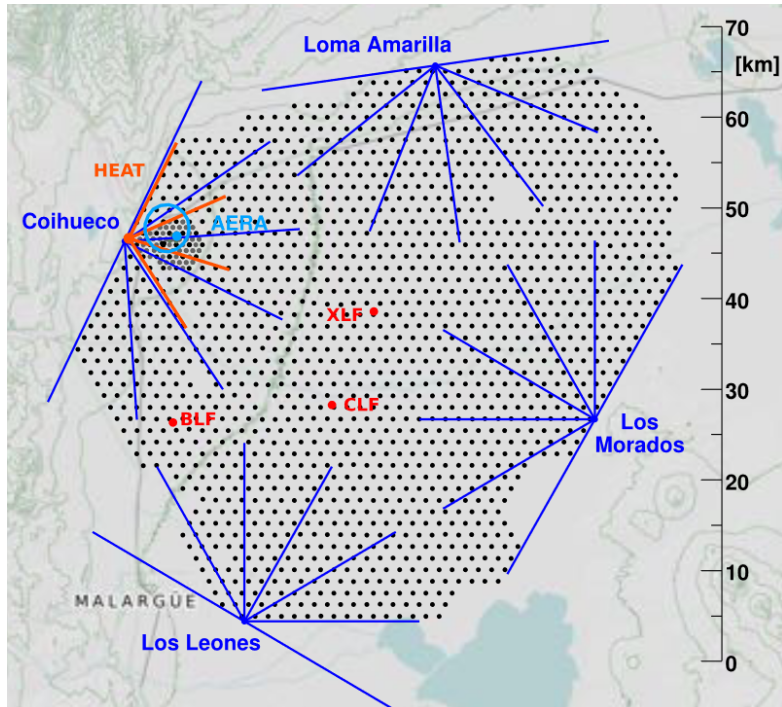 70
Loma Amarilla
[km]
60
HEAT
Coihueco
AERA
50
40
XLF
30
CLF
BLF
Los
Morados
20
10
MALARGÜE
Los Leones
0